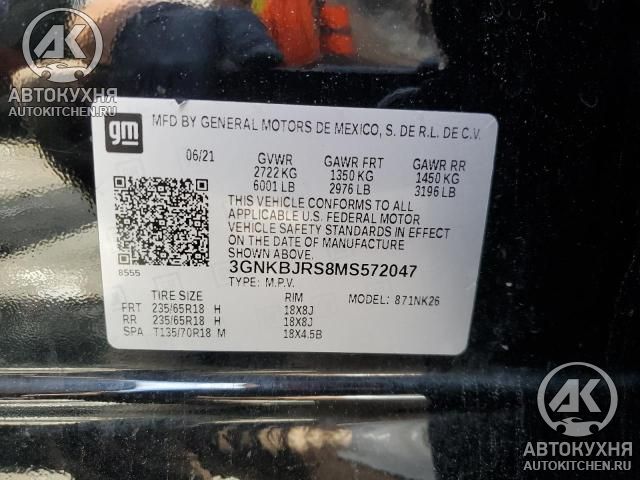 AK
АВТОКУХНЯ
AUTOKITCHEN.RU
gm
MFD BY GENERAL MOTORS DE MEXICO, S. DE R.L. DE C.V.
06/21 GVWR GAWR FRT GAWR RR
2722 KG 1350 KG 1450 KG
6001 LB 2976 LB 3196 LB
THIS VEHICLE CONFORMS TO ALL
APPLICABLE U.S. FEDERAL MOTOR
VEHICLE SAFETY STANDARDS IN EFFECT
ON THE DATE OF MANUFACTURE
SHOWN ABOVE.
8555
3GNKBJRS8MS572047
TYPE: M.P.V.
TIRE SIZE RIM MODEL: 871NK26
FRT 235/65R18 H 18X8J
RR 235/65R18 H 18X8J
SPA T135/70R18 M 18X4.5B
AK
АВТОКУХНЯ
AUTOKITCHEN.RU